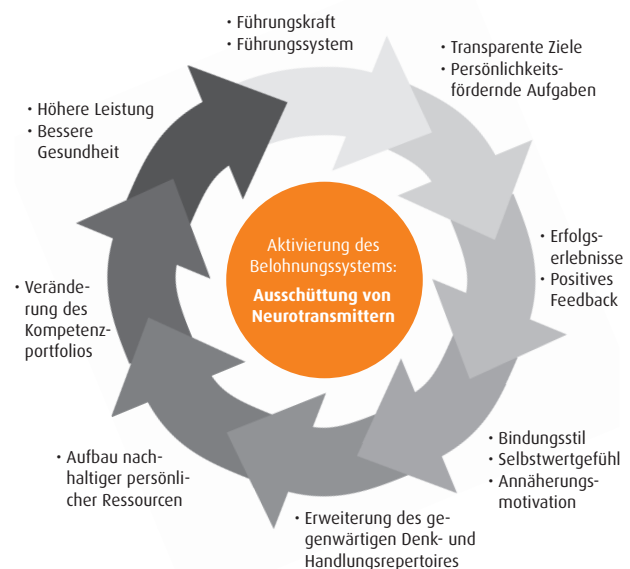 · Führungskraft
· Führungssystem
· Transparente Ziele
· Persönlichkeits-
fördernde Aufgaben
· Erfolgs-
erlebnisse
· Positives
Feedback
· Bindungsstil
· Selbstwertgefühl
· Annäherungs-
motivation
· Erweiterung des ge-
genwärtigen Denk- und
Handlungsrepertoires
· Aufbau nach-
haltiger persönli-
cher Ressourcen
· Verände-
rung des
Kompetenz-
portfolios
· Höhere Leistung
· Bessere
Gesundheit
Aktivierung des
Belohnungssystems:
Ausschüttung von
Neurotransmittern